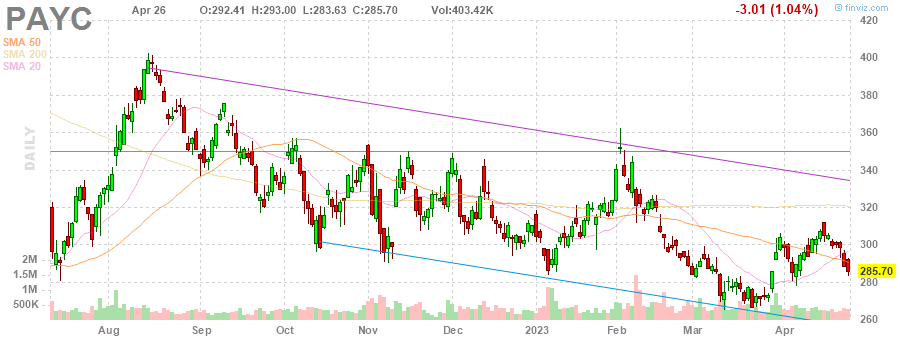 PAYC Apr 26 O:292.41 H:293.00 L:283.63 C:285.70 Vol:403.42K -3.01 (1.04%) © finviz.com
SMA 50
SMA 200
SMA 20
DAILY
420
400
380
360
340
320
300
285.70
280
260
2M
1.5M
1M
500K
Aug Sep Oct Nov Dec 2023 Feb Mar Apr